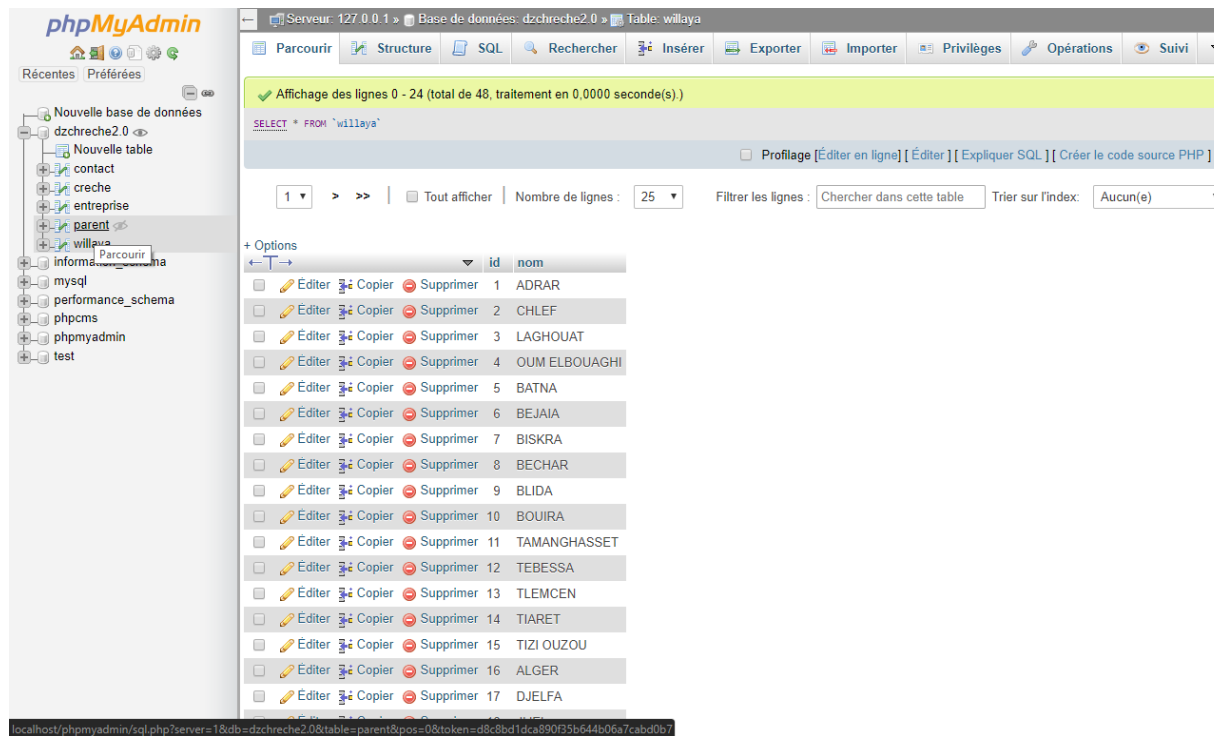 phpMyAdmin
Récentes Préférées
Nouvelle base de données
dzchreche2.0
Nouvelle table
contact
creche
entreprise
parent
willaya
Parcourir
mysql
performance_schema
phpcms
phpmyadmin
test
Serveur: 127.0.0.1 » Base de données: dzchreche2.0 » Table: willaya
Parcourir Structure SQL Rechercher Insérer Exporter Importer Privilèges Opérations Suivi
Affichage des lignes 0 - 24 (total de 48, traitement en 0,0000 seconde(s).)
SELECT * FROM `willaya`
Profilage [Éditer en ligne] [ Éditer ] [ Expliquer SQL ] [ Créer le code source PHP ]
1 > >> Tout afficher Nombre de lignes : 25 Filtrer les lignes : Chercher dans cette table Trier sur l'index: Aucun(e)
+ Options
←T→ id nom
Éditer Copier Supprimer 1 ADRAR
Éditer Copier Supprimer 2 CHLEF
Éditer Copier Supprimer 3 LAGHOUAT
Éditer Copier Supprimer 4 OUM ELBOUAGHI
Éditer Copier Supprimer 5 BATNA
Éditer Copier Supprimer 6 BEJAIA
Éditer Copier Supprimer 7 BISKRA
Éditer Copier Supprimer 8 BECHAR
Éditer Copier Supprimer 9 BLIDA
Éditer Copier Supprimer 10 BOUIRA
Éditer Copier Supprimer 11 TAMANGHASSET
Éditer Copier Supprimer 12 TEBESSA
Éditer Copier Supprimer 13 TLEMCEN
Éditer Copier Supprimer 14 TIARET
Éditer Copier Supprimer 15 TIZI OUZOU
Éditer Copier Supprimer 16 ALGER
Éditer Copier Supprimer 17 DJELFA
localhost/phpmyadmin/sql.php?server=1&db=dzchreche2.0&table=parent&pos=0&token=d8c8bd1dca890f35b644b06a7cabd0b7